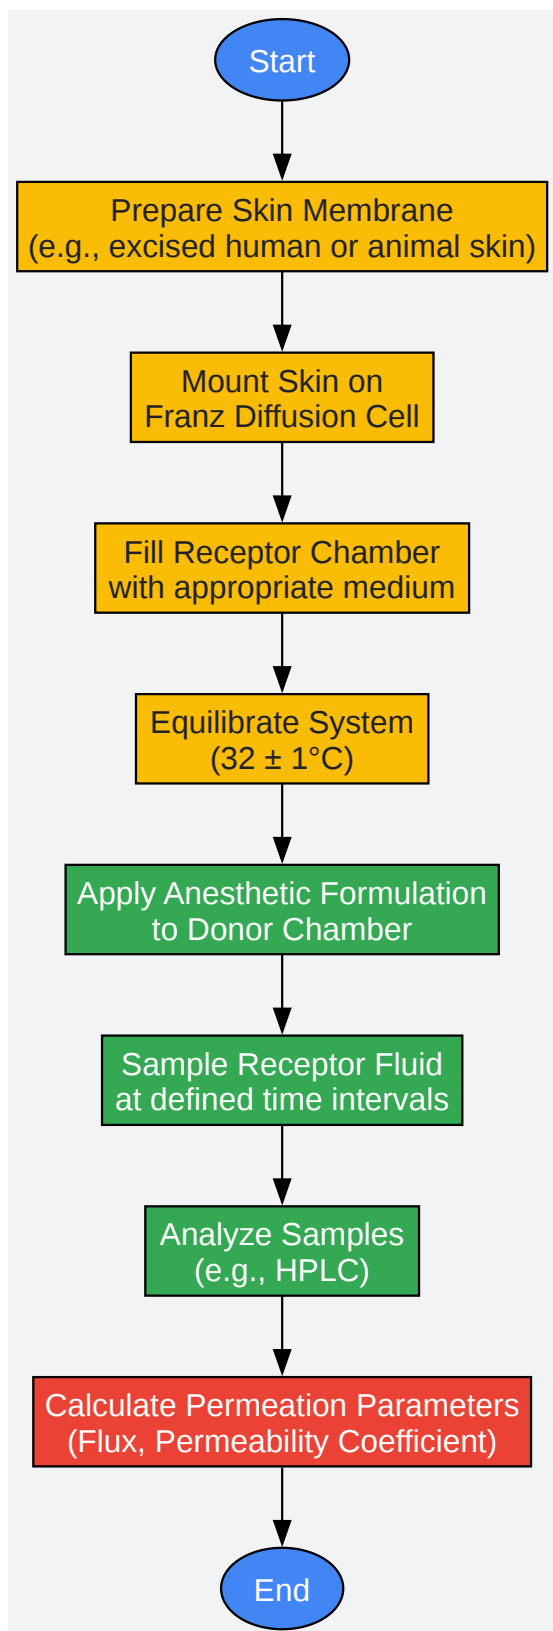 Start
Prepare Skin Membrane
(e.g., excised human or animal skin)
Mount Skin on
Franz Diffusion Cell
Fill Receptor Chamber
with appropriate medium
Equilibrate System
(32 ± 1°C)
Apply Anesthetic Formulation
to Donor Chamber
Sample Receptor Fluid
at defined time intervals
Analyze Samples
(e.g., HPLC)
Calculate Permeation Parameters
(Flux, Permeability Coefficient)
End